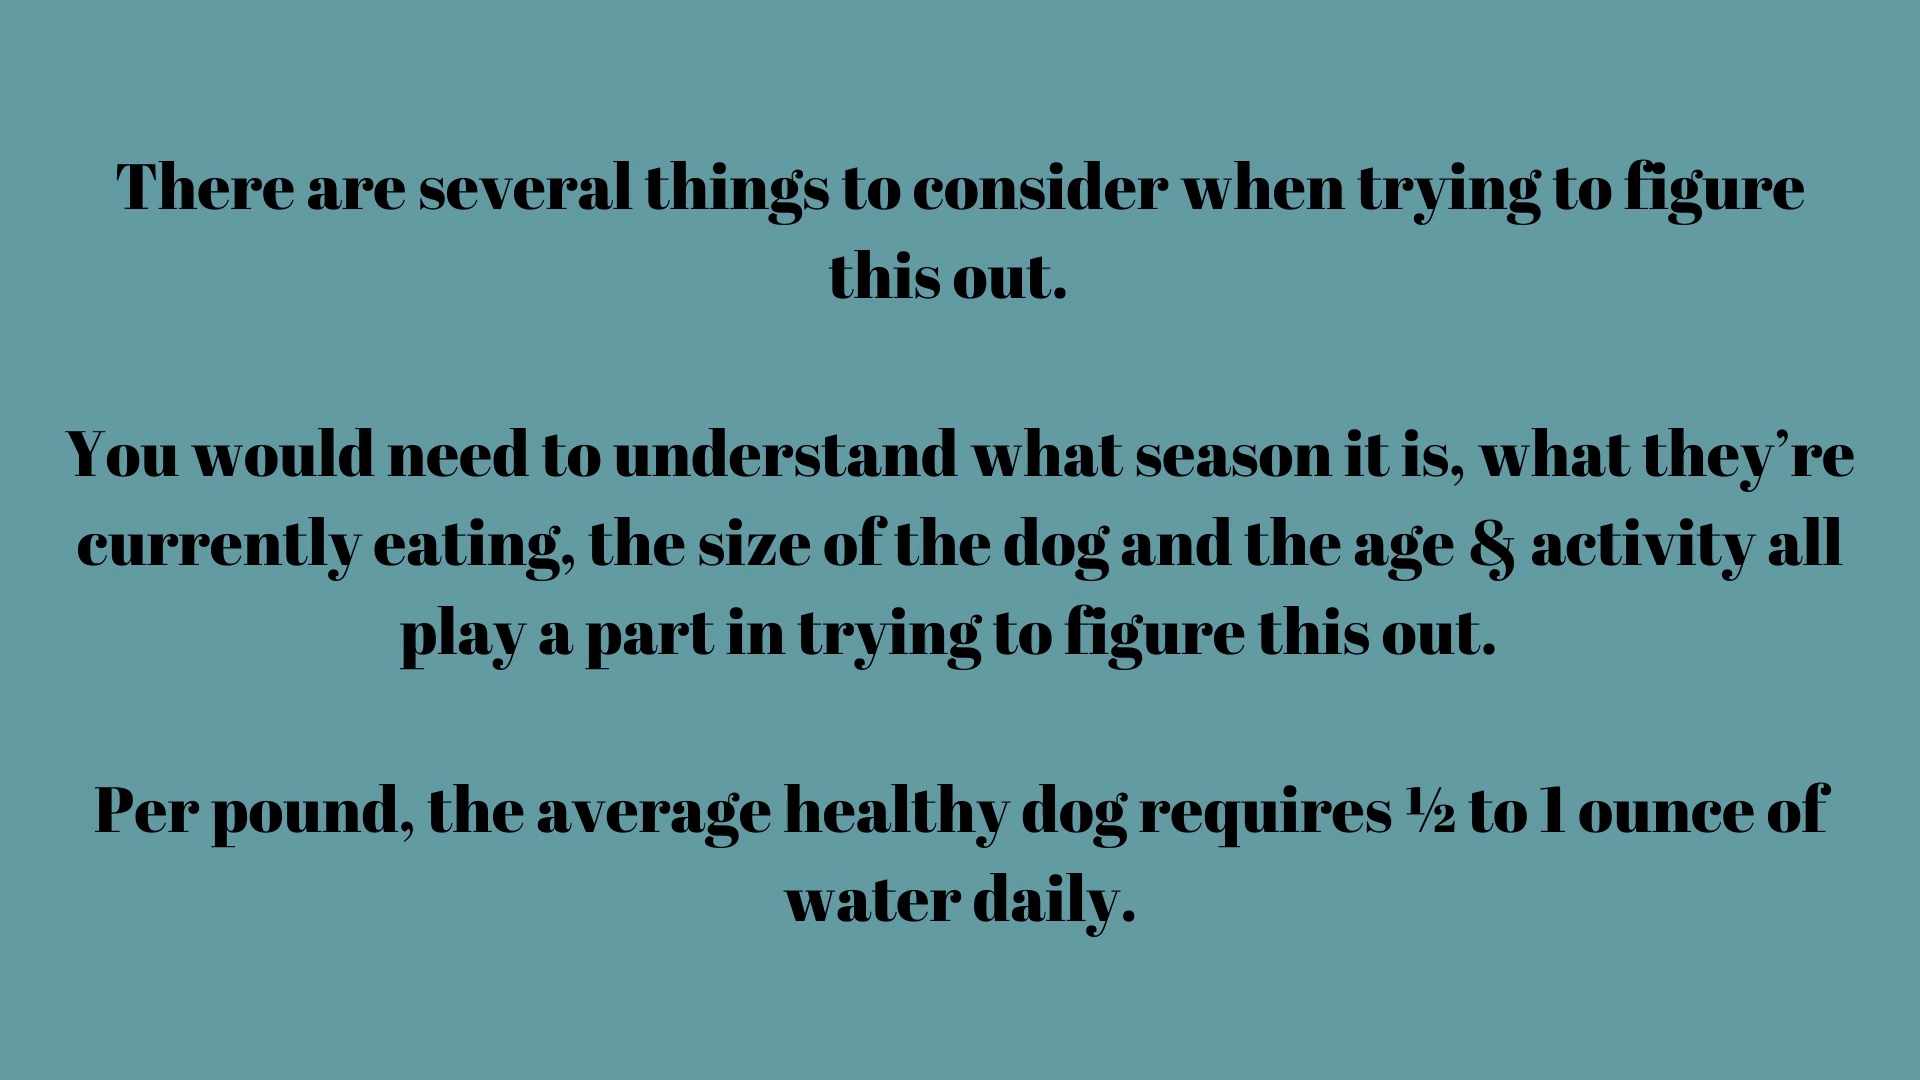 There are several things to consider when trying to figure
this out.
You would need to understand what season it is, what they’re
currently eating, the size of the dog and the age & activity all
play a part in trying to figure this out.
Per pound, the average healthy dog requires ½ to 1 ounce of
water daily.